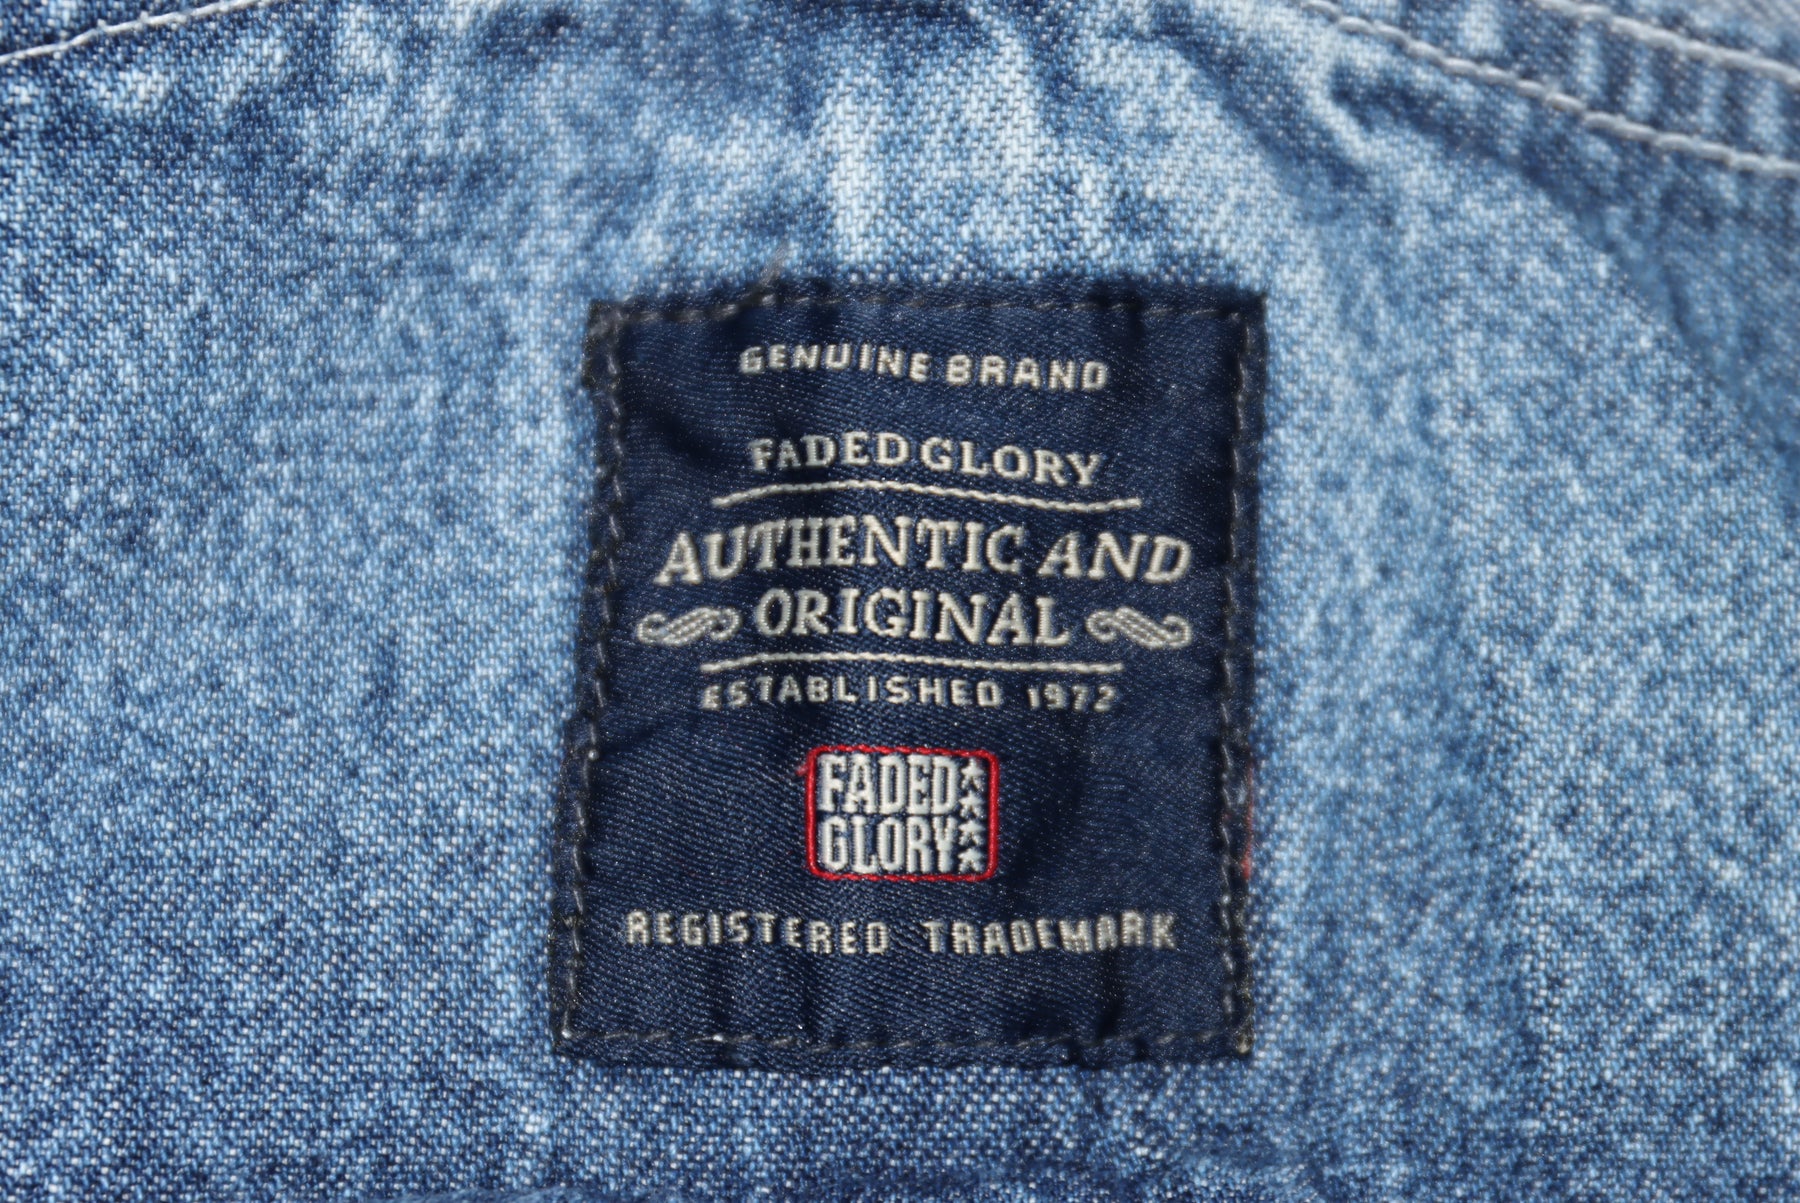 GENUINE BRAND
FADED GLORY
AUTHENTIC AND
ORIGINAL
ESTABLISHED 1972
FADED
GLORY
REGISTERED TRADEMARK